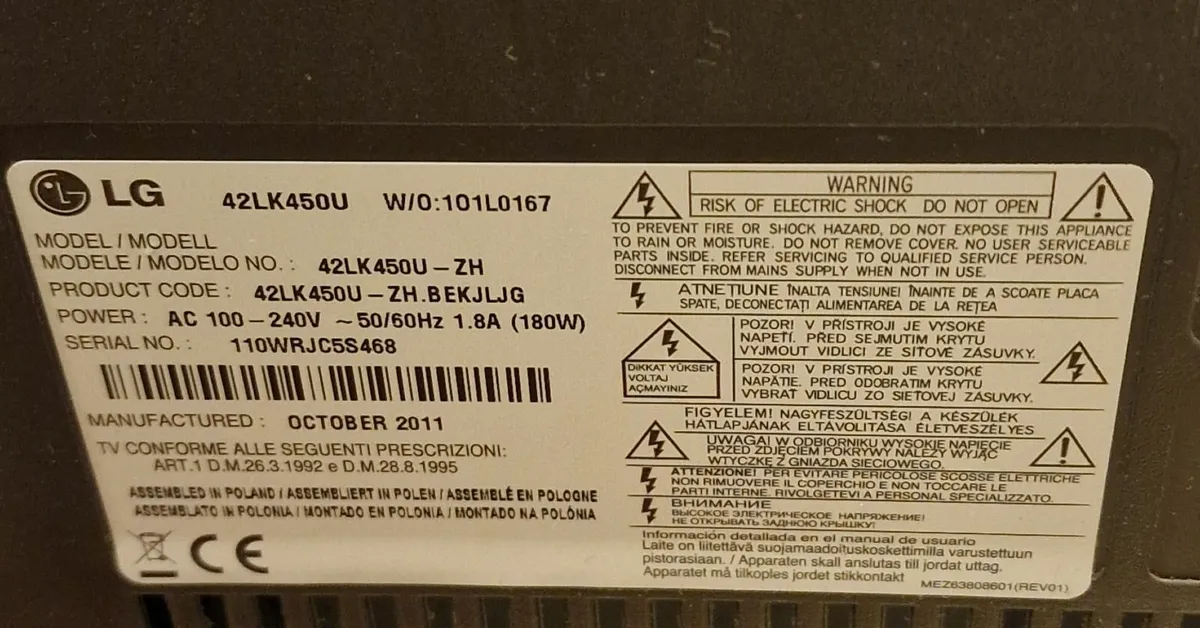 LG 42LK450U W/O:101L0167
MODEL / MODELL
MODELE / MODELO NO. : 42LK450U – ZH
PRODUCT CODE : 42LK450U – ZH.BEKJLJG
POWER : AC 100 – 240V ~ 50/60Hz 1.8A (180W)
SERIAL NO. : 110WRJC5S468
MANUFACTURED : OCTOBER 2011
TV CONFORME ALLE SEGUENTI PRESCRIZIONI:
ART.1 D.M.26.3.1992 e D.M.28.8.1995
ASSEMBLED IN POLAND / ASSEMBLIERT IN POLEN / ASSEMBLÉ EN POLOGNE
ASSEMBLATO IN POLONIA / MONTADO EN POLONIA / MONTADO NA POLÔNIA
CE
WARNING
RISK OF ELECTRIC SHOCK DO NOT OPEN
TO PREVENT FIRE OR SHOCK HAZARD, DO NOT EXPOSE THIS APPLIANCE
TO RAIN OR MOISTURE. DO NOT REMOVE COVER. NO USER SERVICEABLE
PARTS INSIDE. REFER SERVICING TO QUALIFIED SERVICE PERSON.
DISCONNECT FROM MAINS SUPPLY WHEN NOT IN USE.
ATNEŢIUNE ÎNALTA TENSIUNE! ÎNAINTE DE A SCOATE PLACA
SPATE, DECONECTAŢI ALIMENTAREA DE LA REŢEA
DİKKAT YÜKSEK
VOLTAJ
AÇMAYINIZ
POZOR! V PŘÍSTROJI JE VYSOKÉ
NAPETÍ. PŘED SEJMUTIM KRYTU
VYJMOUT VIDLICI ZE SÍŤOVÉ ZÁSUVKY.
POZOR! V PRÍSTROJI JE VYSOKÉ
NAPÄTIE. PRED ODOBRATIM KRYTU
VYBRAŤ VIDLICU ZO SIEŤOVEJ ZÁSUVKY.
FIGYELEM! NAGYFESZÜLTSÉG! A KÉSZÜLÉK
HÁTLAPJÁNAK ELTÁVOLÍTÁSA ÉLETVESZÉLYES
UWAGA! W ODBIORNIKU WYSOKIE NAPIĘCIE
PRZED ZDJĘCIEM POKRYWY NALEŻY WYJĄĆ
WTYCZKĘ Z GNIAZDA SIECIOWEGO.
ATTENZIONE! PER EVITARE PERICOLOSE SCOSSE ELETTRICHE
NON RIMUOVERE IL COPERCHIO E NON TOCCARE LE
PARTI INTERNE. RIVOLGETEVI A PERSONAL SPECIALIZZATO.
ВНИМАНИЕ
ВЫСОКОЕ ЭЛЕКТРИЧЕСКОЕ НАПРЯЖЕНИЕ!
НЕ ОТКРЫВАТЬ ЗАДНЮЮ КРЫШКУ!
Información detallada en el manual de usuario
Laite on liitettävä suojamaadoituskoskettimilla varustettuun
pistorasiaan. / Apparaten skall anslutas till jordat uttag.
Apparatet må tilkoples jordet stikkontakt
MEZ63808601(REV01)